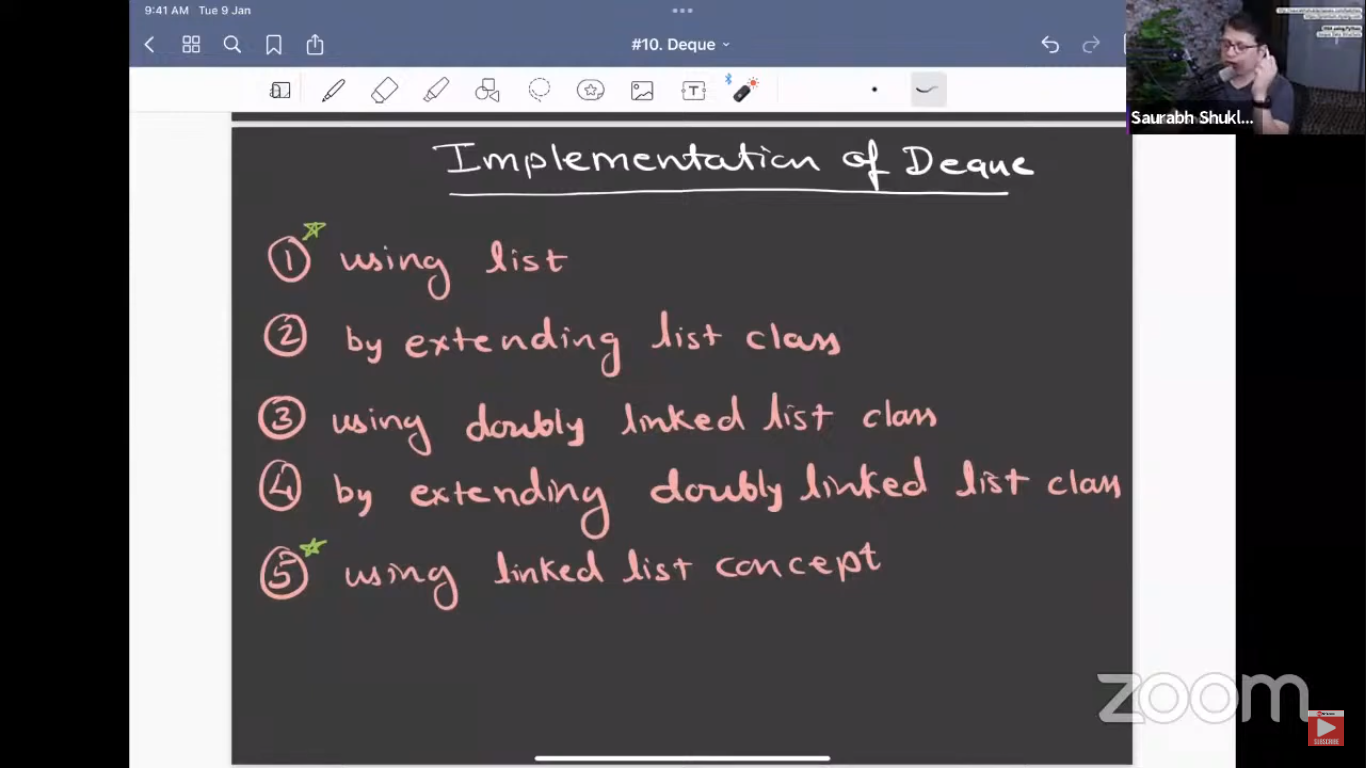 9:41 AM Tue 9 Jan
#10. Deque
Saurabh Shukl...
Implementation of Deque
① using list
② by extending list class
③ using doubly linked list class
④ by extending doubly linked list class
⑤ using linked list concept
zoom
SUBSCRIBE